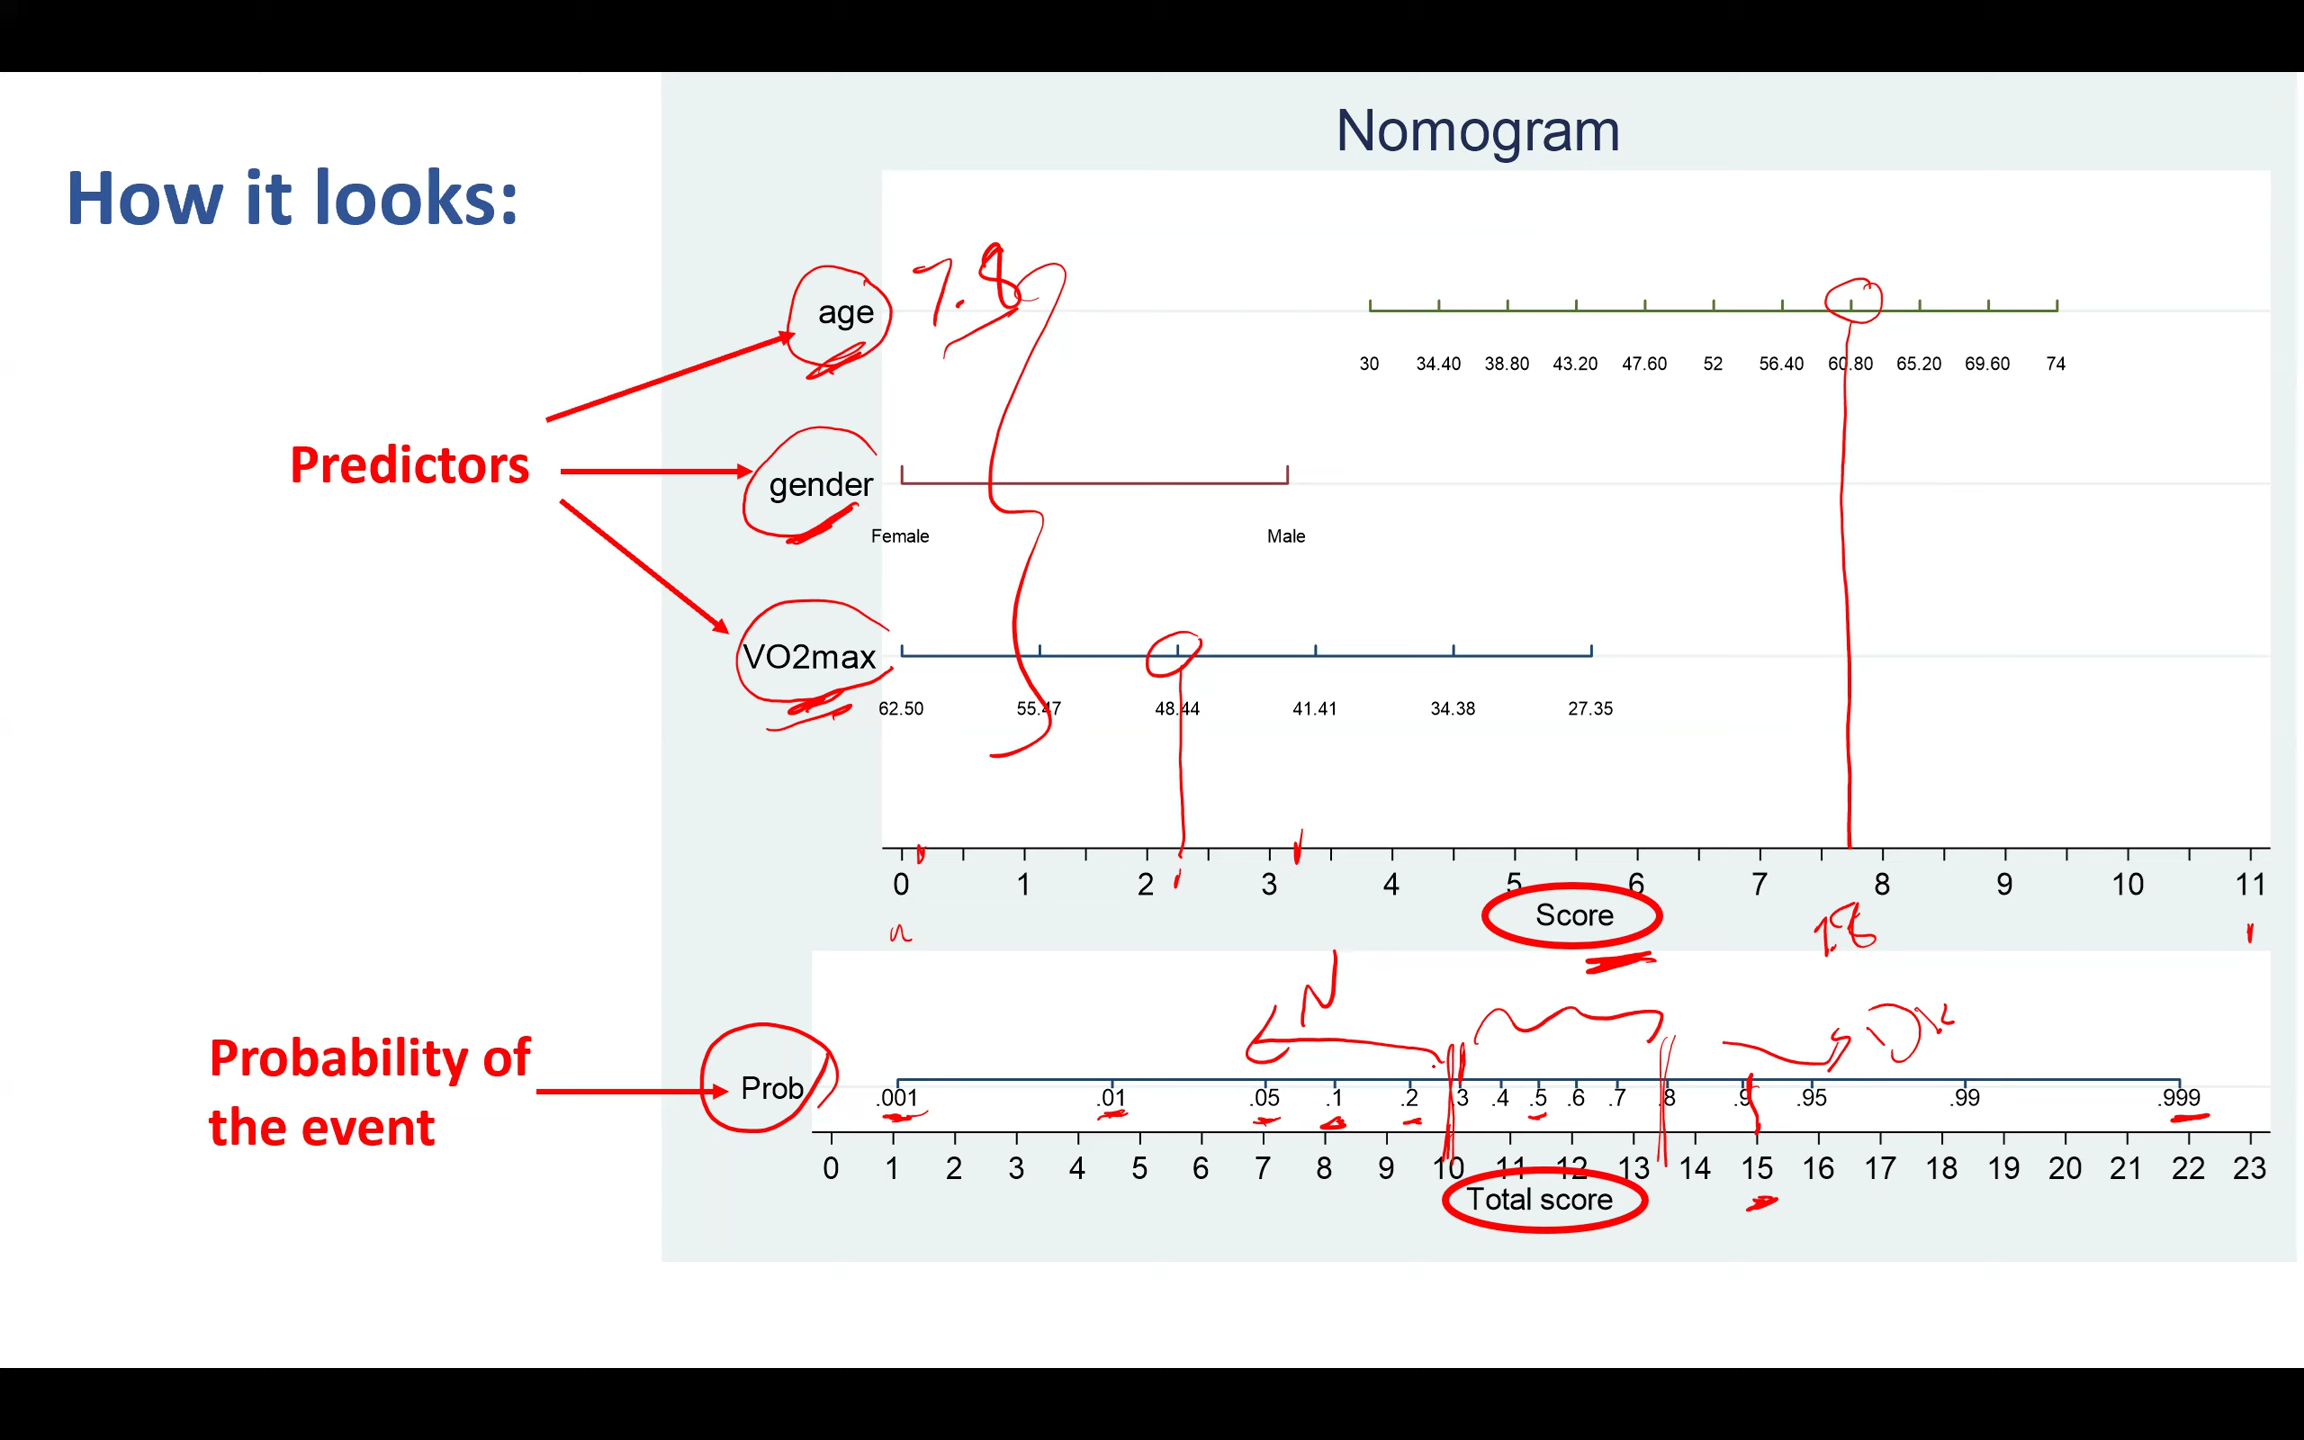 Nomogram
How it looks:
age
7.8
30 34.40 38.80 43.20 47.60 52 56.40 60.80 65.20 69.60 74
Predictors
gender
Female Male
VO2max
62.50 55.47 48.44 41.41 34.38 27.35
0 1 2 3 4 5 6 7 8 9 10 11
Score
N
Probability of
the event
Prob
.001 .01 .05 .1 .2 .3 .4 .5 .6 .7 .8 .9 .95 .99 .999
0 1 2 3 4 5 6 7 8 9 10 11 12 13 14 15 16 17 18 19 20 21 22 23
Total score